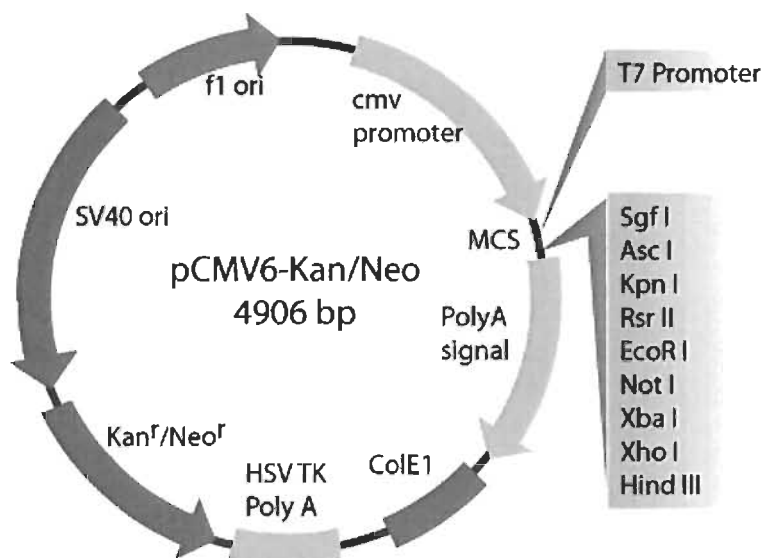 f1 ori
cmv
promoter
T7 Promoter
SV40 ori
MCS
pCMV6-Kan/Neo
4906 bp
PolyA
signal
Kanʳ/Neoʳ
HSV TK
Poly A
ColE1
Sgf I
Asc I
Kpn I
Rsr II
EcoR I
Not I
Xba I
Xho I
Hind III